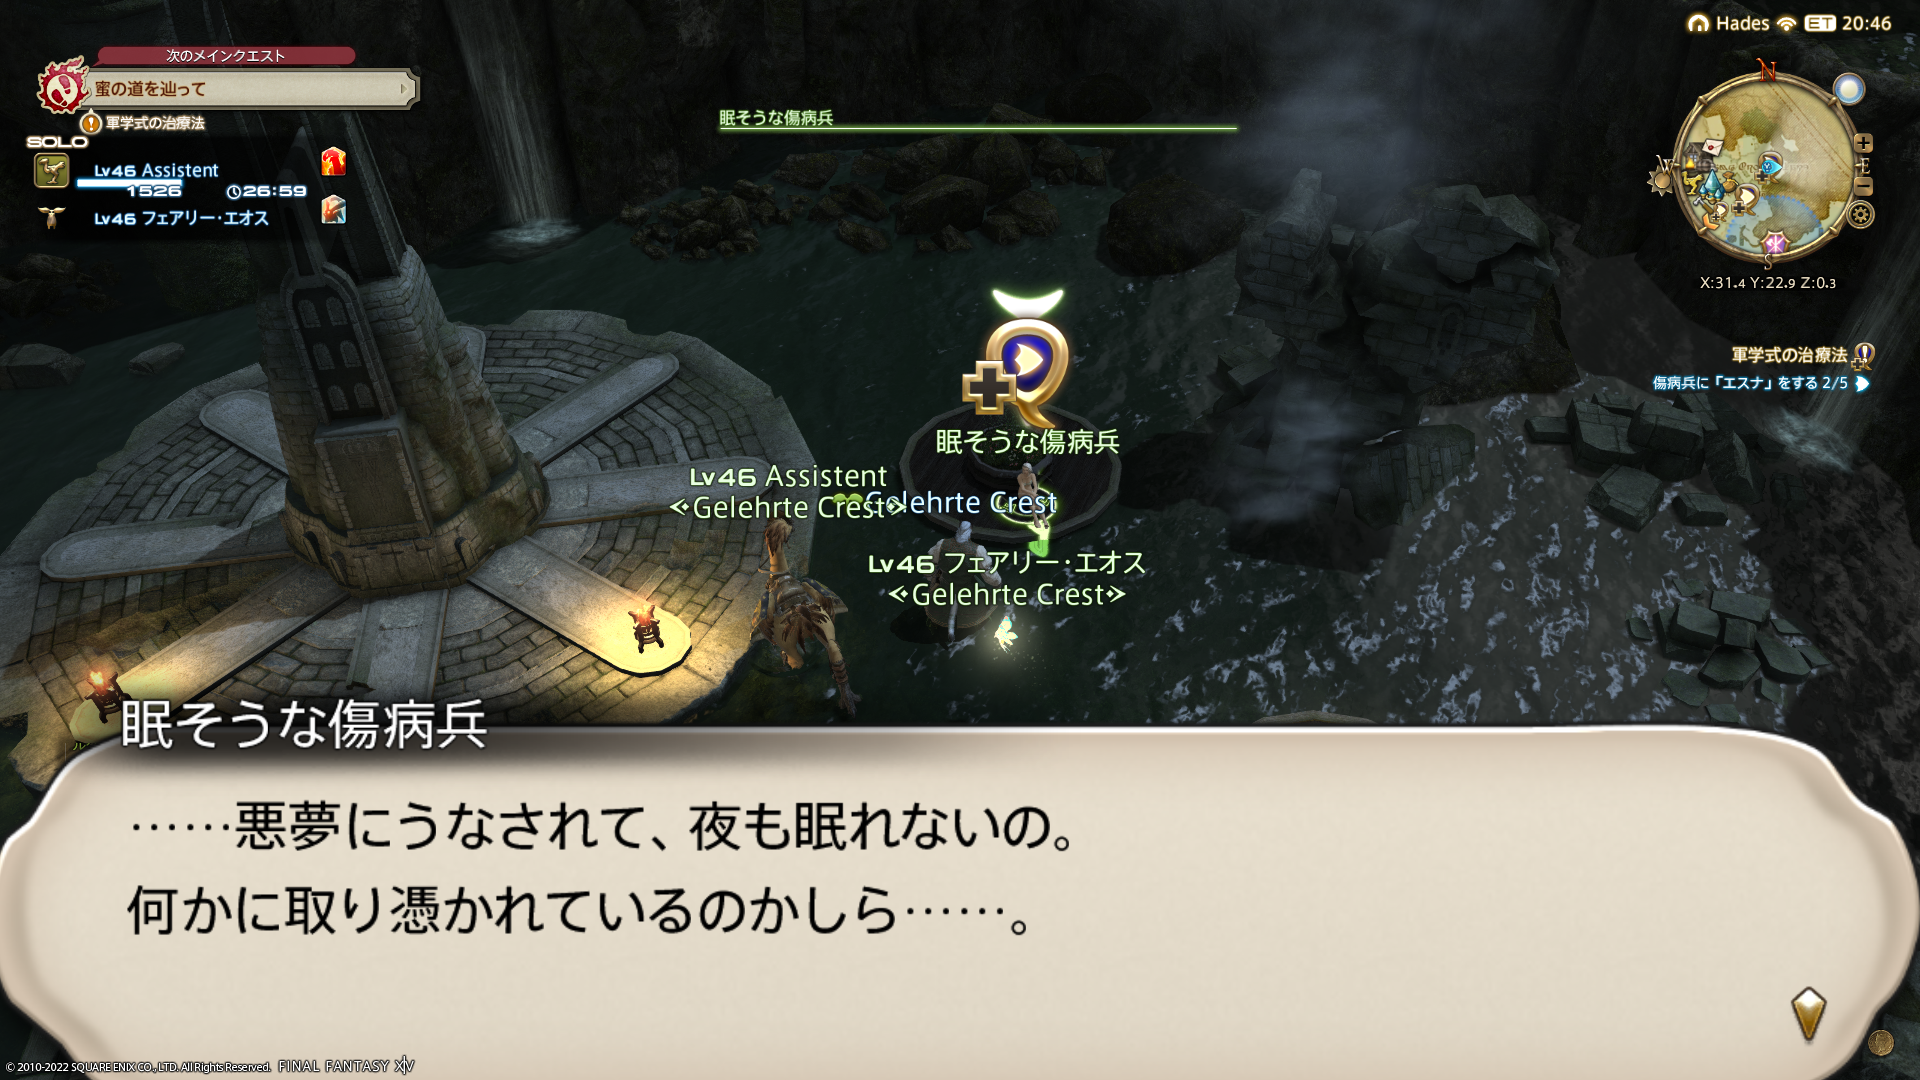 Hades ET 20:46
次のメインクエスト
蜜の道を辿って
軍学式の治療法
SOLO
Lv46 Assistent
1526 26:59
Lv46 フェアリー・エオス
眠そうな傷病兵
N
W
E
S
X:31.4 Y:22.9 Z:0.3
軍学式の治療法
傷病兵に「エスナ」をする 2/5
眠そうな傷病兵
Lv46 Assistent
«Gelehrte Crest»
Gelehrte Crest
Lv46 フェアリー・エオス
«Gelehrte Crest»
眠そうな傷病兵
……悪夢にうなされて、夜も眠れないの。
何かに取り憑かれているのかしら……。
© 2010-2022 SQUARE ENIX CO., LTD. All Rights Reserved. FINAL FANTASY XIV